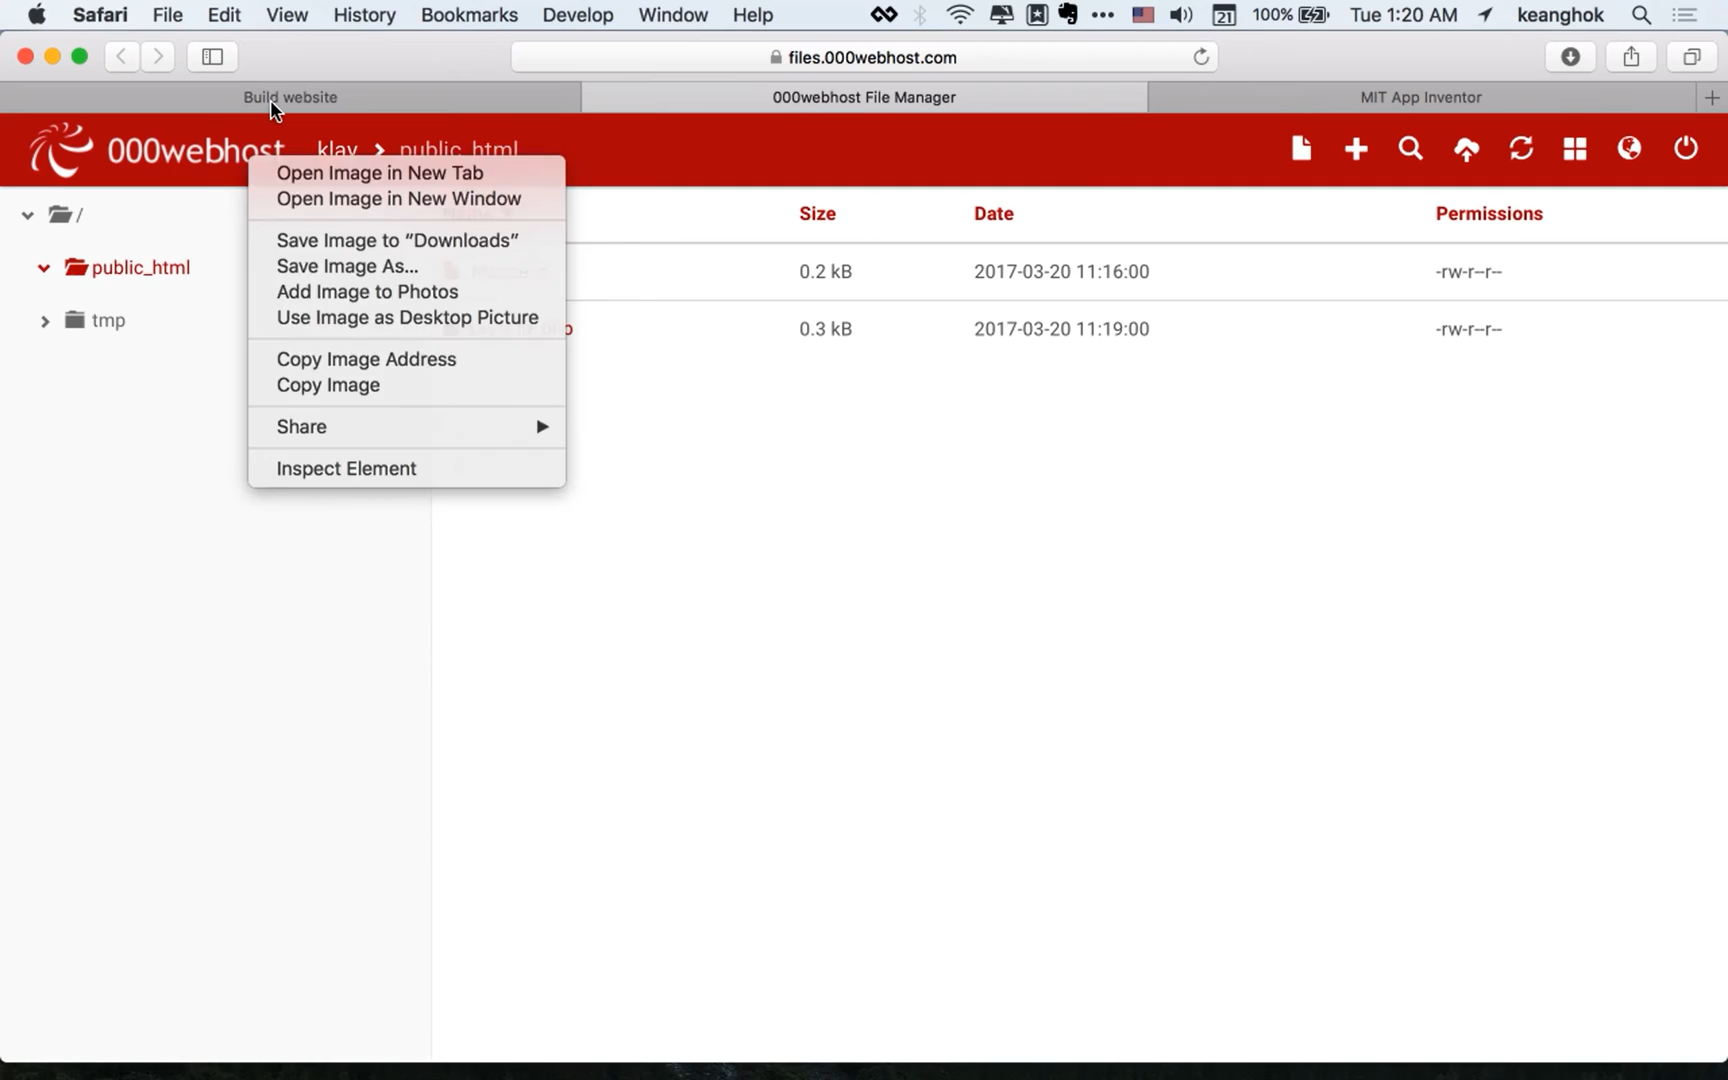 Safari File Edit View History Bookmarks Develop Window Help 21 100% Tue 1:20 AM keanghok
files.000webhost.com
Build website 000webhost File Manager MIT App Inventor
000webhost klay > public_html
Open Image in New Tab
Open Image in New Window
Save Image to “Downloads”
Save Image As...
Add Image to Photos
Use Image as Desktop Picture
Copy Image Address
Copy Image
Share
Inspect Element
/
public_html
tmp
Size Date Permissions
0.2 kB 2017-03-20 11:16:00 -rw-r--r--
0.3 kB 2017-03-20 11:19:00 -rw-r--r--